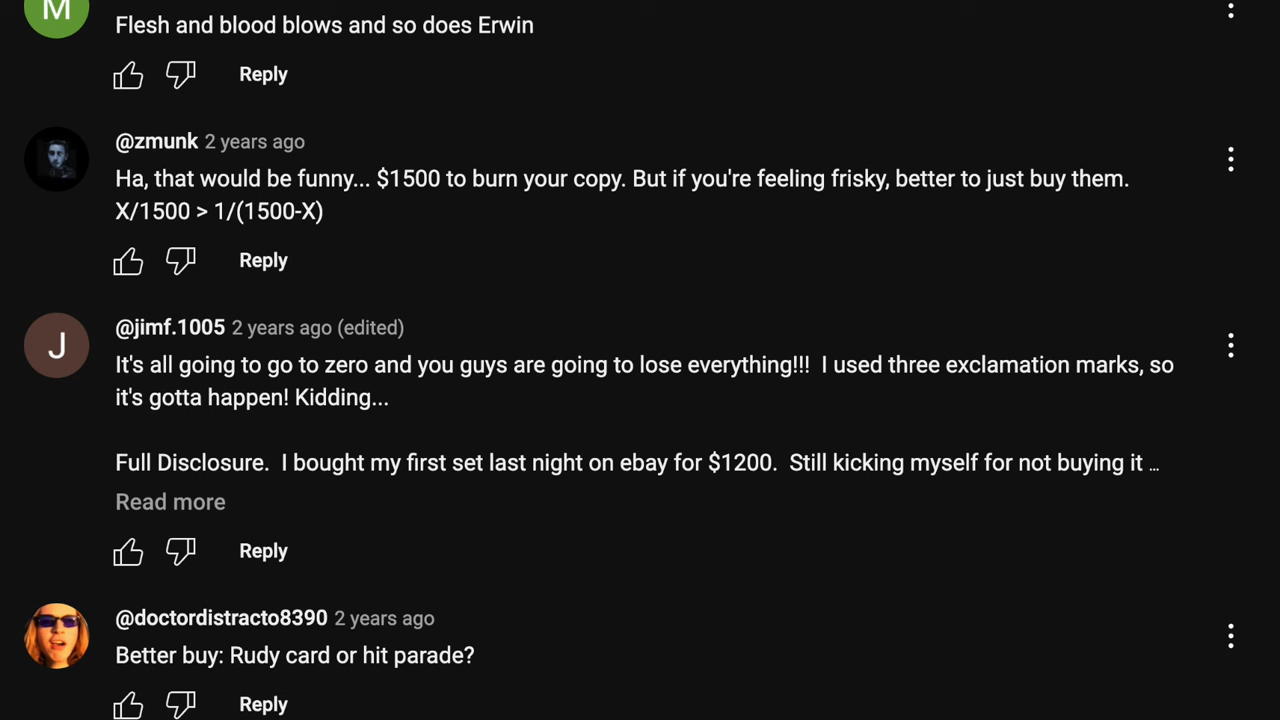 M
Flesh and blood blows and so does Erwin
Reply
@zmunk 2 years ago
Ha, that would be funny... $1500 to burn your copy. But if you're feeling frisky, better to just buy them.
X/1500 > 1/(1500-X)
Reply
J
@jimf.1005 2 years ago (edited)
It's all going to go to zero and you guys are going to lose everything!!!  I used three exclamation marks, so
it's gotta happen! Kidding...
Full Disclosure.  I bought my first set last night on ebay for $1200.  Still kicking myself for not buying it ...
Read more
Reply
@doctordistracto8390 2 years ago
Better buy: Rudy card or hit parade?
Reply